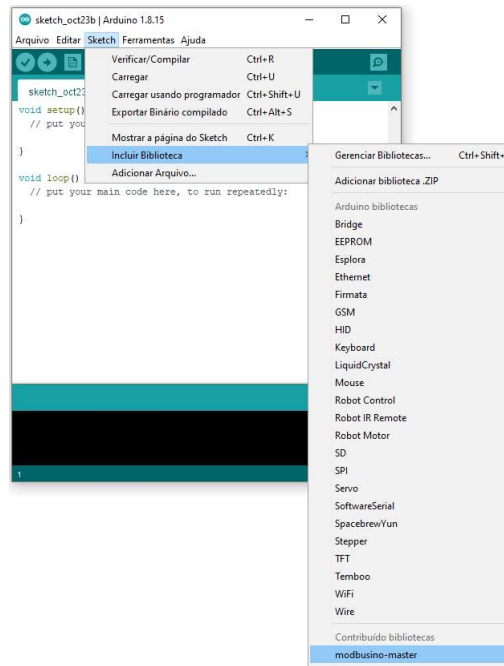 sketch_oct23b | Arduino 1.8.15
Arquivo Editar Sketch Ferramentas Ajuda
sketch_oct23
Verificar/Compilar Ctrl+R
Carregar Ctrl+U
Carregar usando programador Ctrl+Shift+U
Exportar Binário compilado Ctrl+Alt+S
Mostrar a página do Sketch Ctrl+K
Incluir Biblioteca
Adicionar Arquivo...
void setup()
// put you
}
void loop()
// put your main code here, to run repeatedly:
}
1
Gerenciar Bibliotecas... Ctrl+Shift+
Adicionar biblioteca .ZIP
Arduino bibliotecas
Bridge
EEPROM
Esplora
Ethernet
Firmata
GSM
HID
Keyboard
LiquidCrystal
Mouse
Robot Control
Robot IR Remote
Robot Motor
SD
SPI
Servo
SoftwareSerial
SpacebrewYun
Stepper
TFT
Temboo
WiFi
Wire
Contribuído bibliotecas
modbusino-master